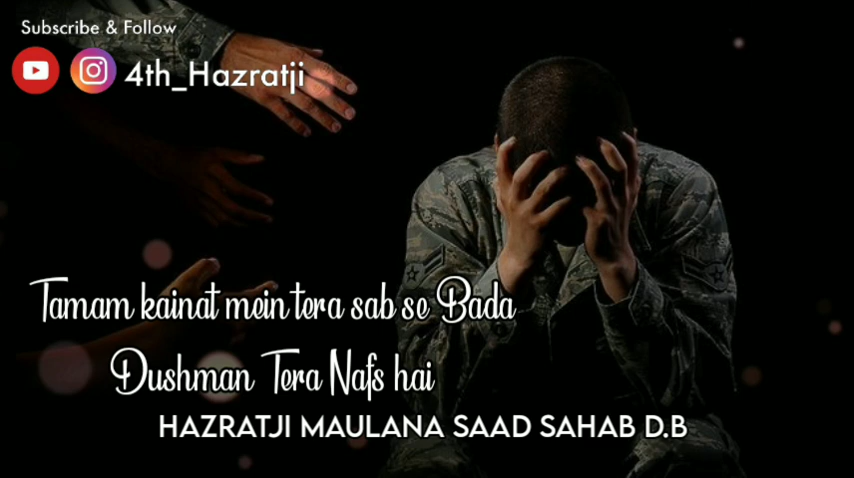 Subscribe & Follow
4th_Hazratji
Tamam kainat mein tera sab se Bada
Dushman Tera Nafs hai
HAZRATJI MAULANA SAAD SAHAB D.B